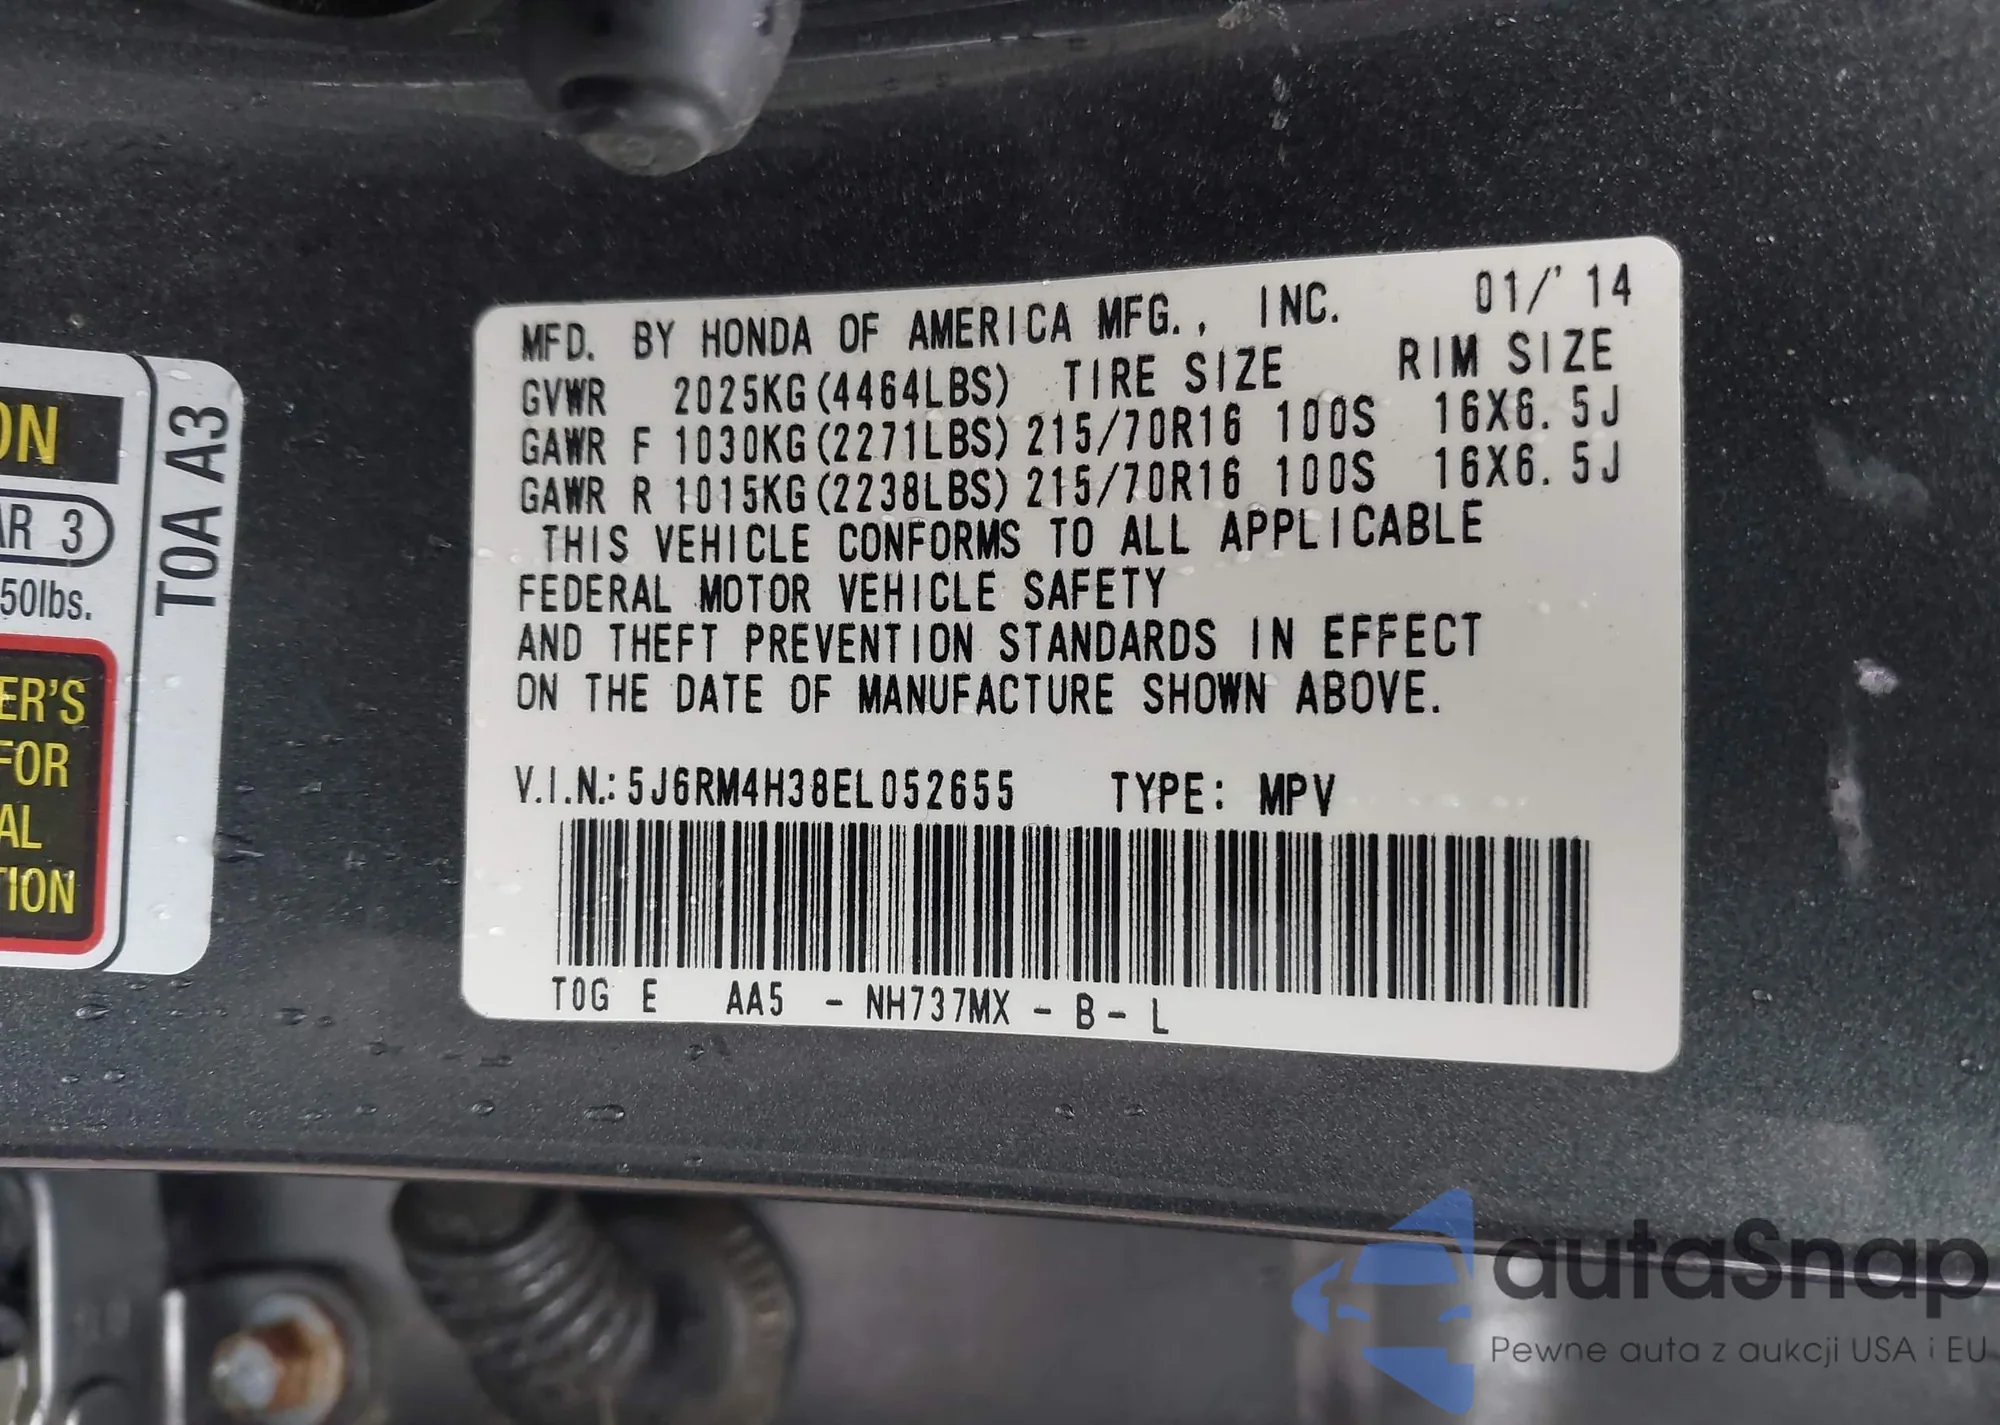 MFD. BY HONDA OF AMERICA MFG., INC. 01/'14
GVWR 2025KG(4464LBS) TIRE SIZE RIM SIZE
GAWR F 1030KG(2271LBS) 215/70R16 100S 16X6.5J
GAWR R 1015KG(2238LBS) 215/70R16 100S 16X6.5J
THIS VEHICLE CONFORMS TO ALL APPLICABLE
FEDERAL MOTOR VEHICLE SAFETY
AND THEFT PREVENTION STANDARDS IN EFFECT
ON THE DATE OF MANUFACTURE SHOWN ABOVE.
V.I.N.: 5J6RM4H38EL052655 TYPE: MPV
T0G E AA5 - NH737MX - B - L
ON
AR 3
50lbs.
ER'S
FOR
AL
TION
T0A A3
autaSnap
Pewne auta z aukcji USA i EU